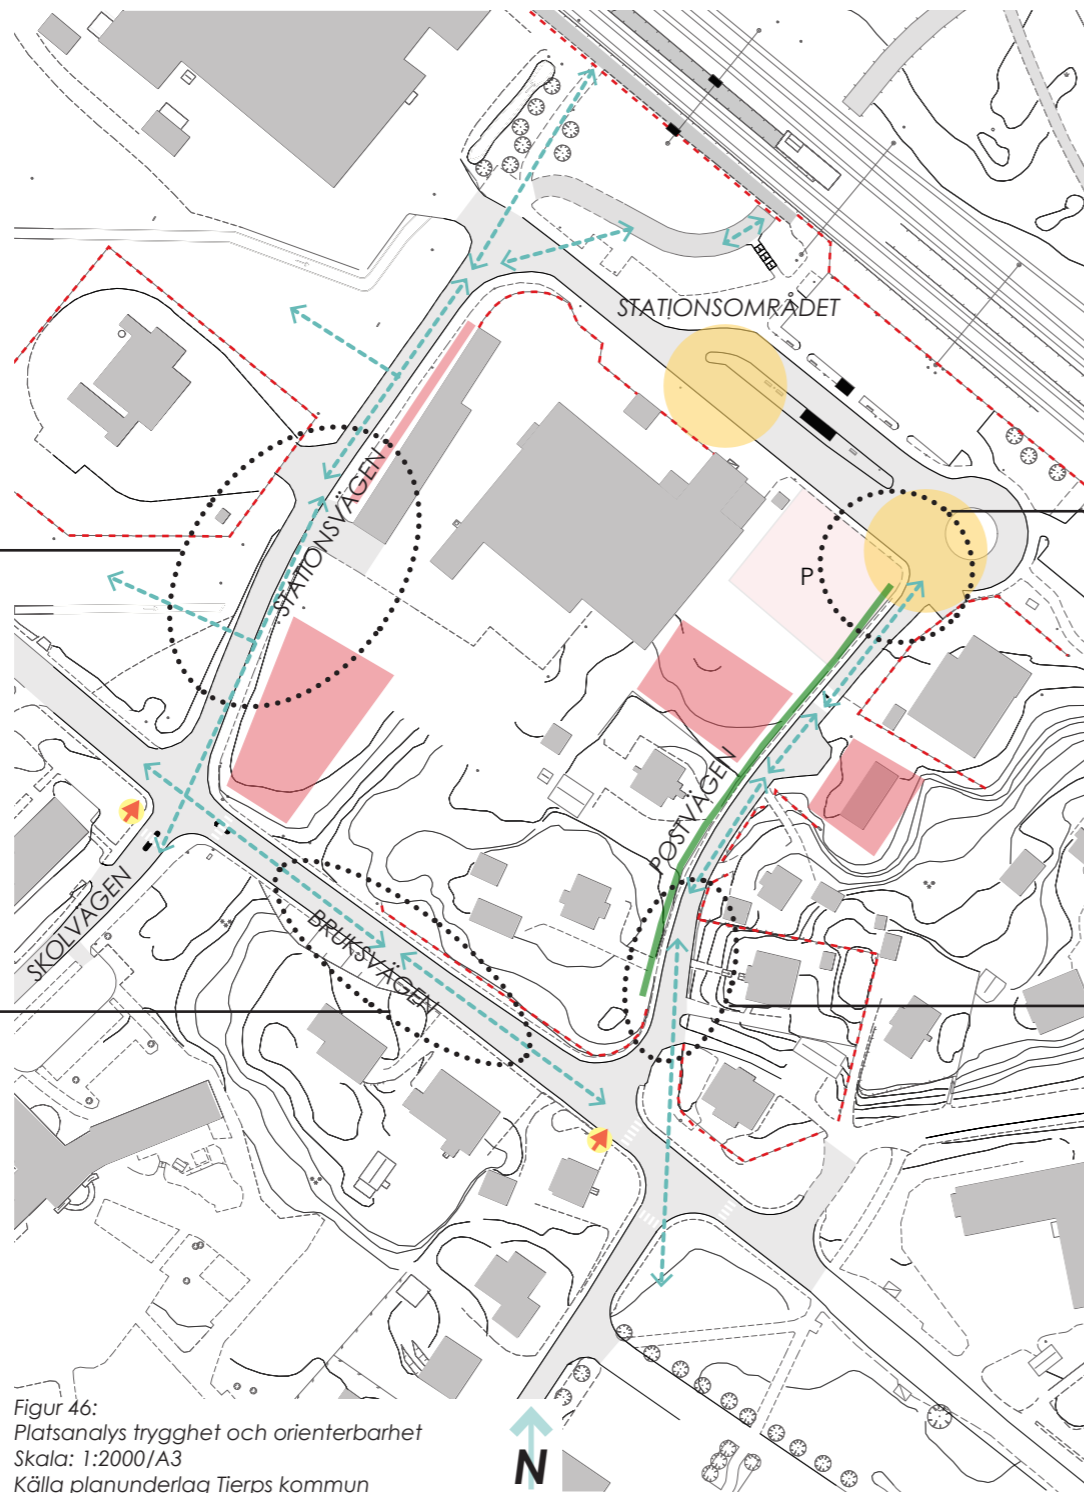 STATIONSOMRÅDET
STATIONSVÄGEN
P
POSTVÄGEN
SKOLVÄGEN
BRUKSVÄGEN
Figur 46:
Platsanalys trygghet och orienterbarhet
Skala: 1:2000/A3
Källa planunderlag Tierps kommun
N